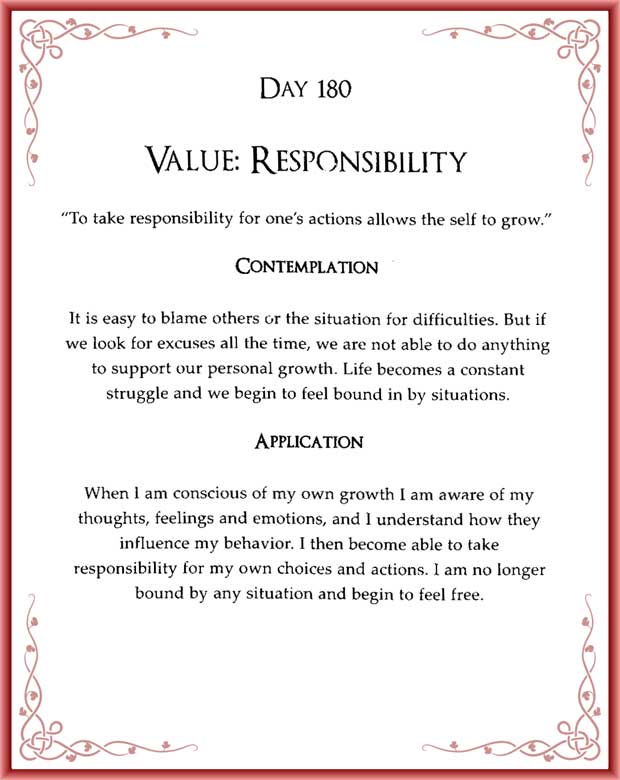 DAY 180
VALUE: RESPONSIBILITY
“To take responsibility for one’s actions allows the self to grow.”
CONTEMPLATION
It is easy to blame others or the situation for difficulties. But if
we look for excuses all the time, we are not able to do anything
to support our personal growth. Life becomes a constant
struggle and we begin to feel bound in by situations.
APPLICATION
When I am conscious of my own growth I am aware of my
thoughts, feelings and emotions, and I understand how they
influence my behavior. I then become able to take
responsibility for my own choices and actions. I am no longer
bound by any situation and begin to feel free.